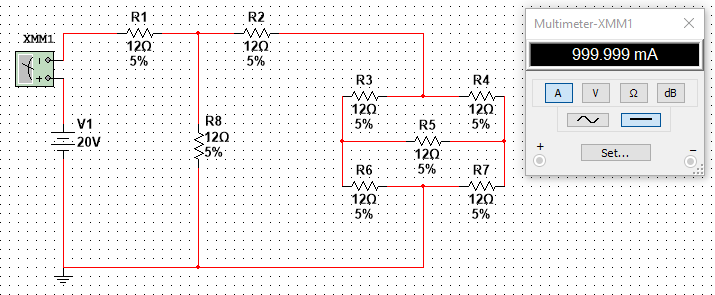 XMM1
R1
12Ω
5%
R2
12Ω
5%
V1
20V
R8
12Ω
5%
R3
12Ω
5%
R4
12Ω
5%
R5
12Ω
5%
R6
12Ω
5%
R7
12Ω
5%
Multimeter-XMM1
999.999 mA
A V Ω dB
Set...
+ −